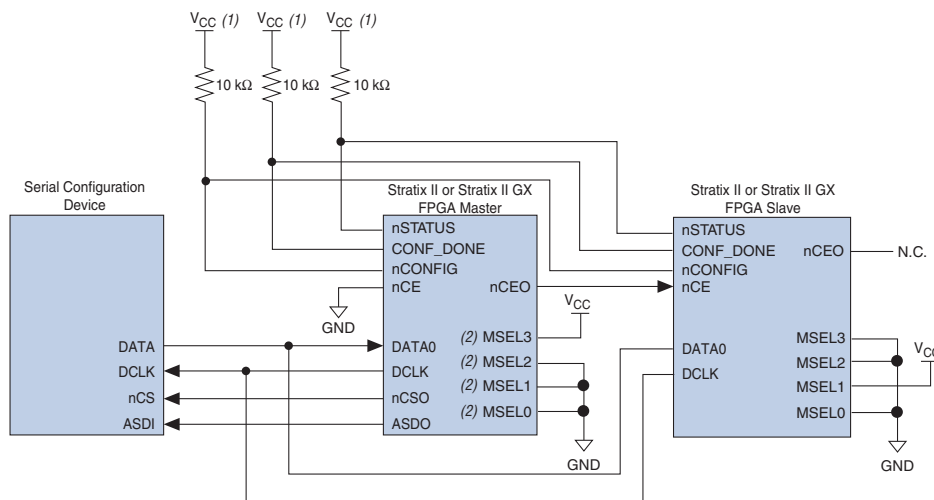 VCC (1)
VCC (1)
VCC (1)
10 kΩ
10 kΩ
10 kΩ
Serial Configuration
Device
DATA
DCLK
nCS
ASDI
Stratix II or Stratix II GX
FPGA Master
nSTATUS
CONF_DONE
nCONFIG
nCE
nCEO
GND
VCC
(2) MSEL3
(2) MSEL2
(2) MSEL1
(2) MSEL0
DATA0
DCLK
nCSO
ASDO
GND
Stratix II or Stratix II GX
FPGA Slave
nSTATUS
CONF_DONE
nCONFIG
nCE
nCEO
N.C.
DATA0
DCLK
MSEL3
MSEL2
MSEL1
MSEL0
VCC
GND